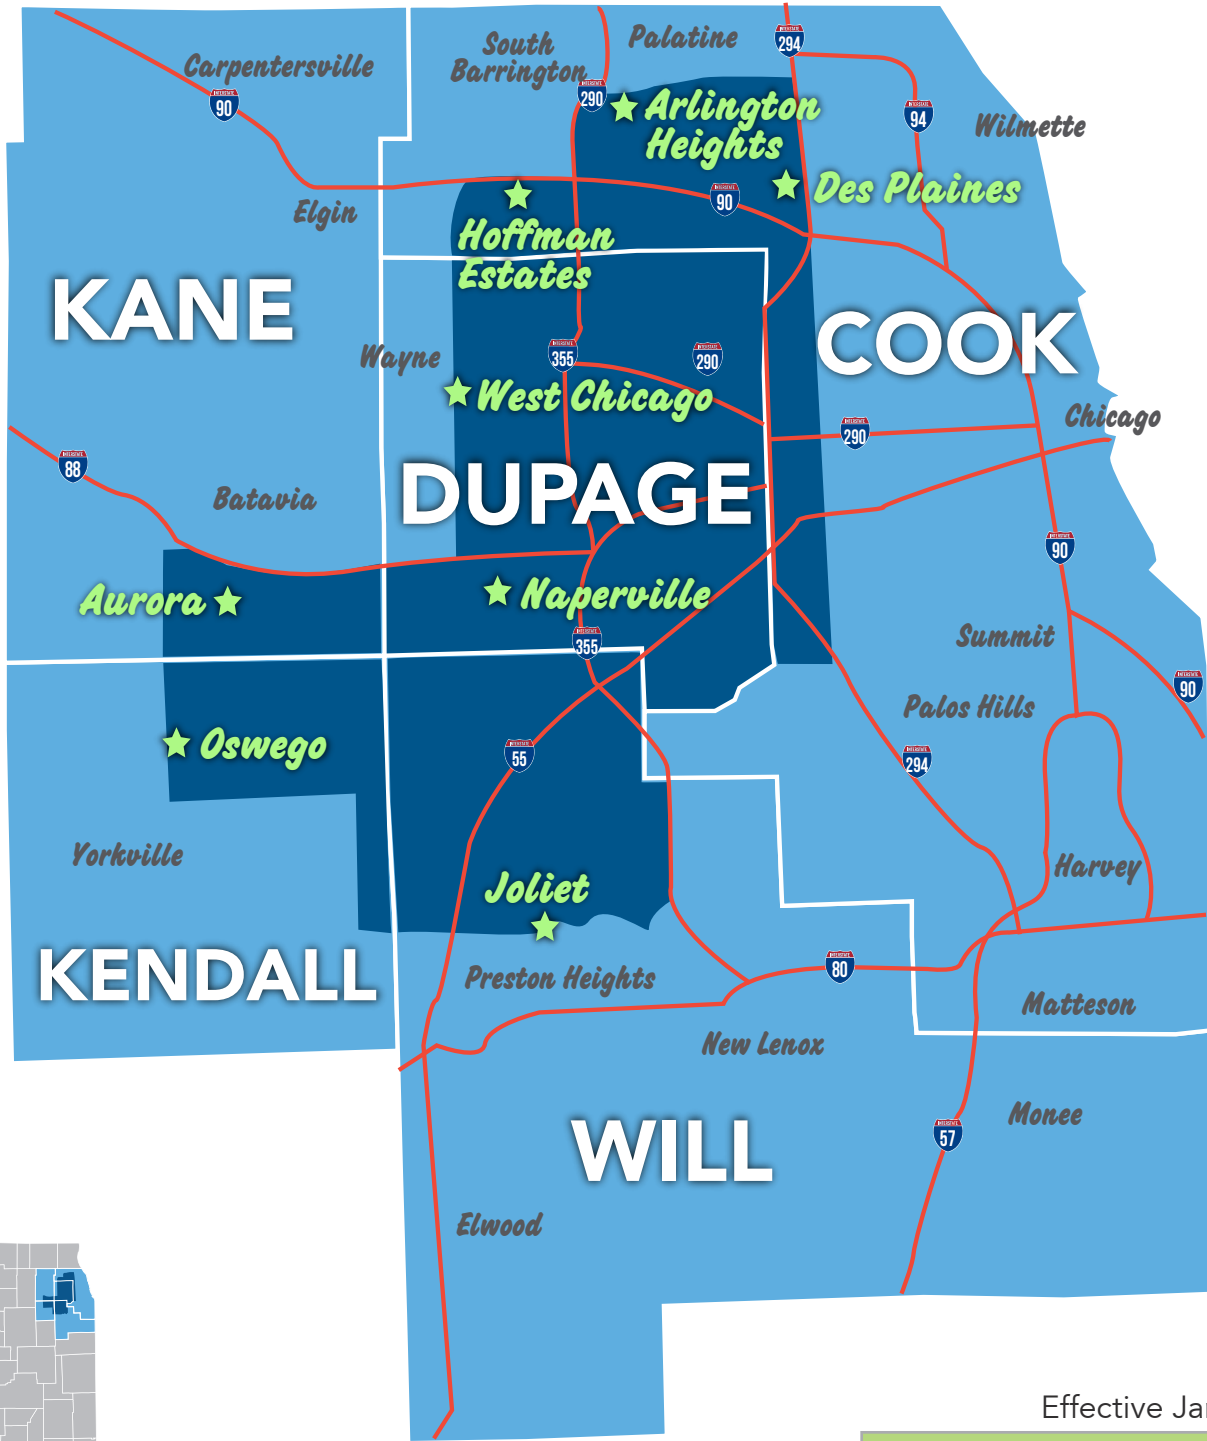 294
South
Barrington
Palatine
Carpentersville
90
290
Arlington
Heights
94
Wilmette
Des Plaines
90
Elgin
Hoffman
Estates
KANE
COOK
Wayne
355
290
West Chicago
Chicago
290
88
DUPAGE
Batavia
90
Aurora
Naperville
355
Summit
90
Palos Hills
Oswego
55
294
Yorkville
Harvey
Joliet
KENDALL
Preston Heights
80
Matteson
New Lenox
Monee
57
WILL
Elwood
Effective Jan